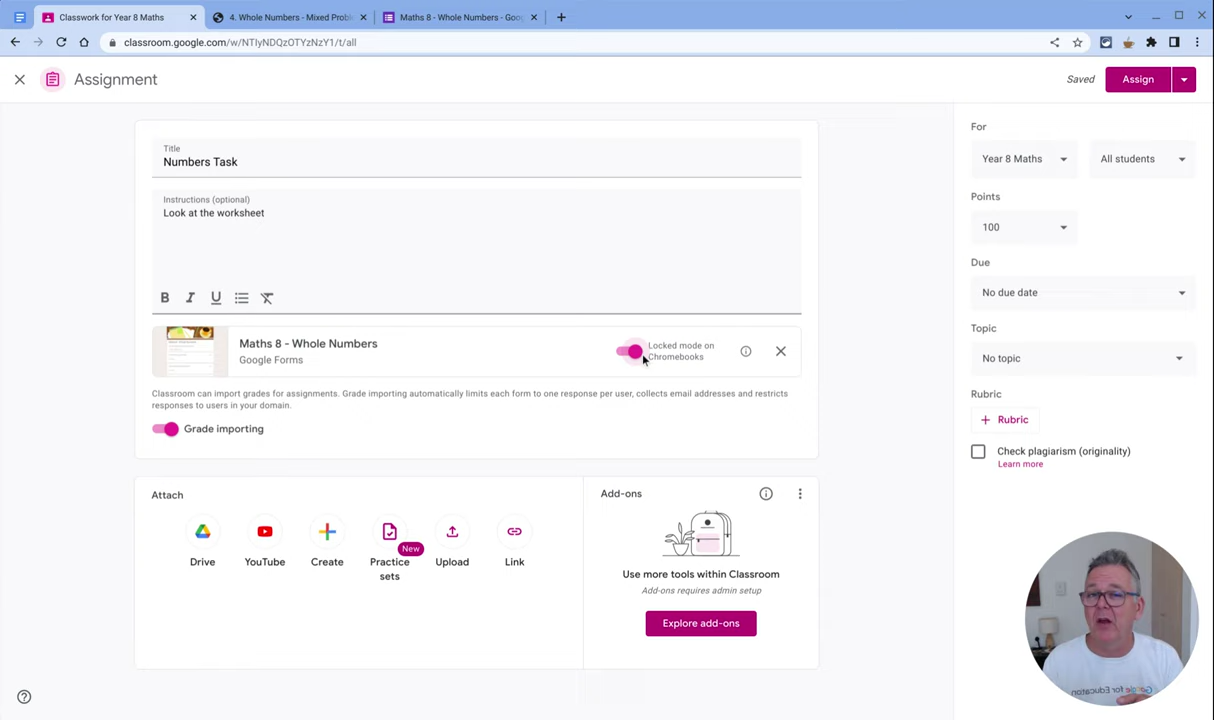 Classwork for Year 8 Maths
4. Whole Numbers - Mixed Prob
Maths 8 - Whole Numbers - Goo
classroom.google.com/w/NTIyNDQzOTYzNzY1/t/all
Assignment
Saved
Assign
Title
Numbers Task
Instructions (optional)
Look at the worksheet
B I U
Maths 8 - Whole Numbers
Google Forms
Locked mode on
Chromebooks
Classroom can import grades for assignments. Grade importing automatically limits each form to one response per user, collects email addresses and restricts
responses to users in your domain.
Grade importing
Attach
Drive
YouTube
Create
New
Practice
sets
Upload
Link
Add-ons
Use more tools within Classroom
Add-ons requires admin setup
Explore add-ons
For
Year 8 Maths
All students
Points
100
Due
No due date
Topic
No topic
Rubric
+ Rubric
Check plagiarism (originality)
Learn more
Google for Education